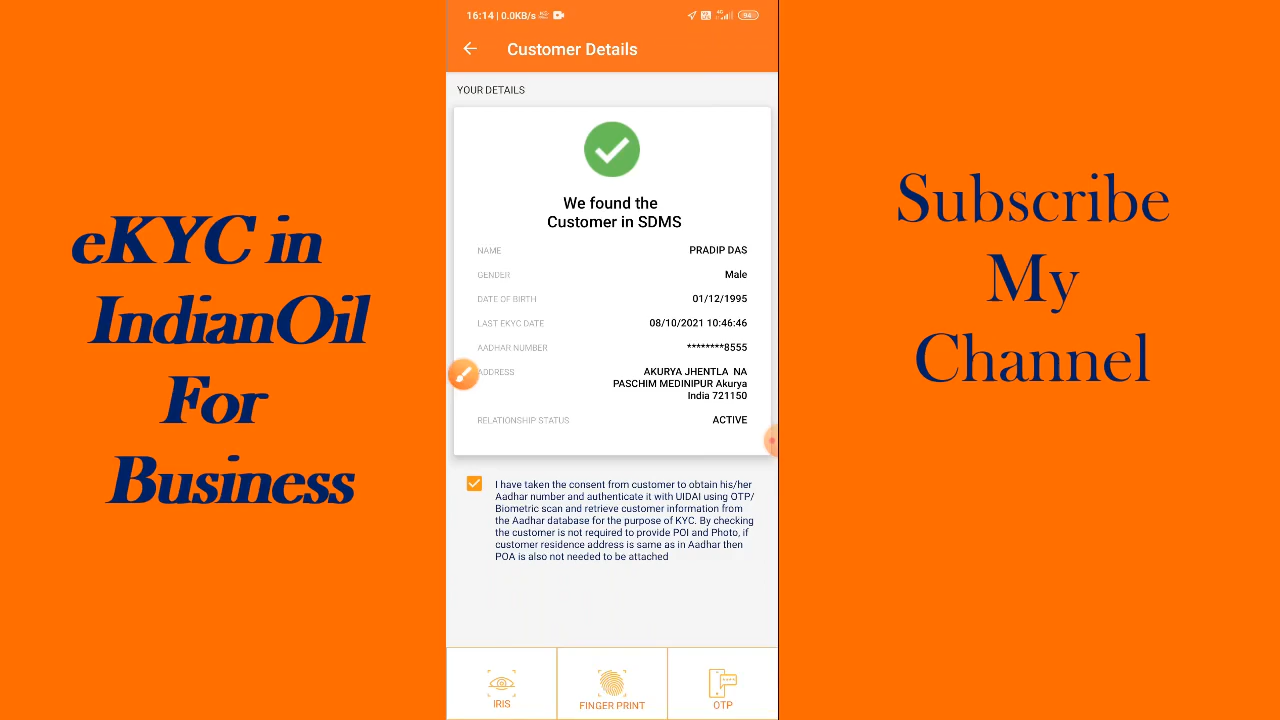 16:14 | 0.0KB/s
4G
94
Customer Details
YOUR DETAILS
We found the
Customer in SDMS
NAME PRADIP DAS
GENDER Male
DATE OF BIRTH 01/12/1995
LAST EKYC DATE 08/10/2021 10:46:46
AADHAR NUMBER ********8555
ADDRESS AKURYA JHENTLA NA
PASCHIM MEDINIPUR Akurya
India 721150
RELATIONSHIP STATUS ACTIVE
I have taken the consent from customer to obtain his/her
Aadhar number and authenticate it with UIDAI using OTP/
Biometric scan and retrieve customer information from
the Aadhar database for the purpose of KYC. By checking
the customer is not required to provide POI and Photo, if
customer residence address is same as in Aadhar then
POA is also not needed to be attached
IRIS
FINGER PRINT
OTP
eKYC in
IndianOil
For
Business
Subscribe
My
Channel